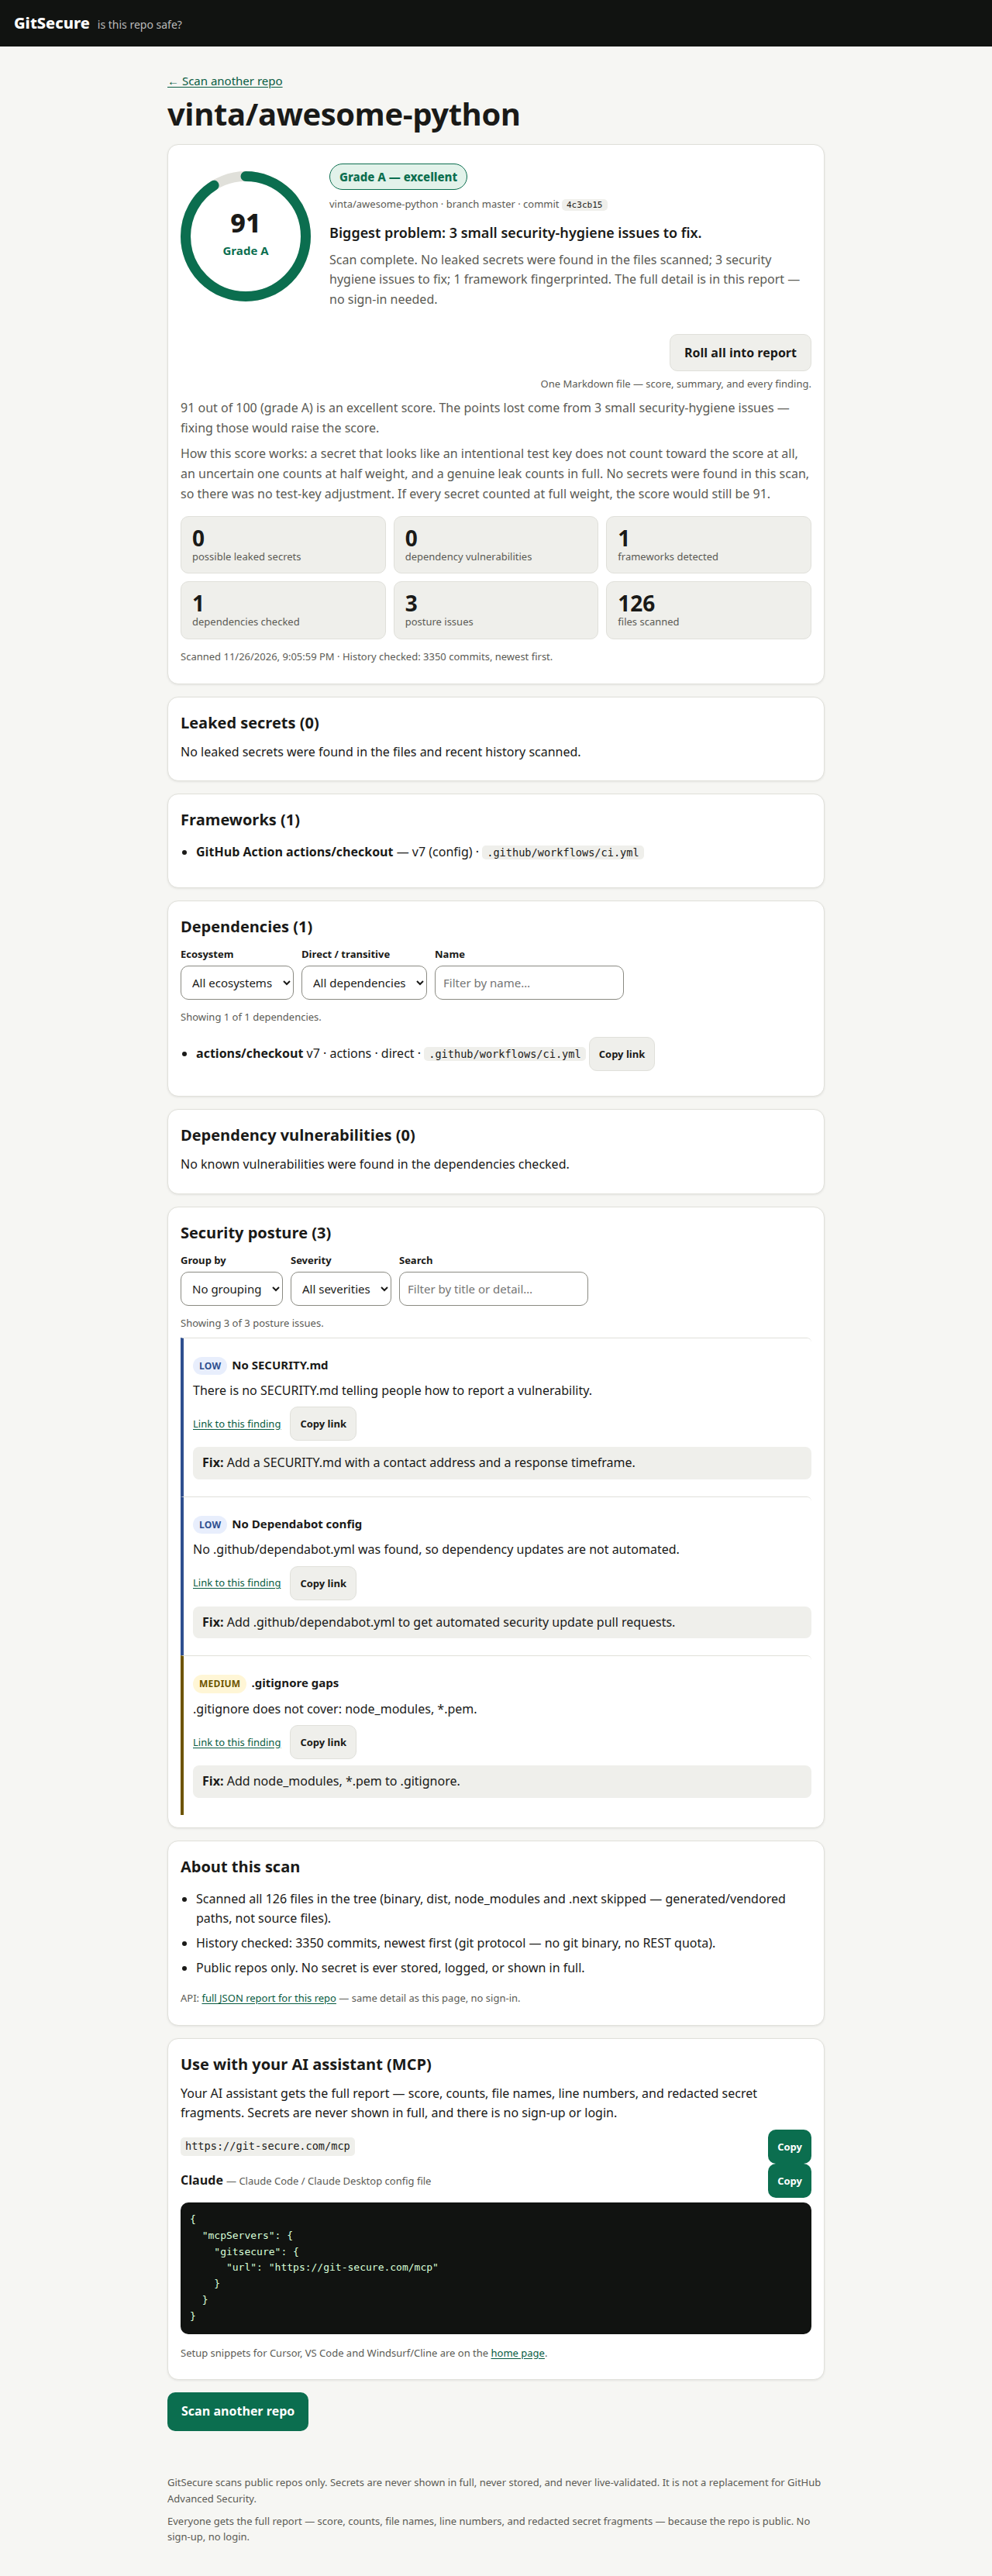 GitSecure is this repo safe?
← Scan another repo
vinta/awesome-python
91
Grade A
Grade A — excellent
vinta/awesome-python · branch master · commit 4c3cb15
Biggest problem: 3 small security-hygiene issues to fix.
Scan complete. No leaked secrets were found in the files scanned; 3 security
hygiene issues to fix; 1 framework fingerprinted. The full detail is in this report —
no sign-in needed.
Roll all into report
One Markdown file — score, summary, and every finding.
91 out of 100 (grade A) is an excellent score. The points lost come from 3 small security-hygiene issues —
fixing those would raise the score.
How this score works: a secret that looks like an intentional test key does not count toward the score at all,
an uncertain one counts at half weight, and a genuine leak counts in full. No secrets were found in this scan,
so there was no test-key adjustment. If every secret counted at full weight, the score would still be 91.
0
possible leaked secrets
0
dependency vulnerabilities
1
frameworks detected
1
dependencies checked
3
posture issues
126
files scanned
Scanned 11/26/2026, 9:05:59 PM · History checked: 3350 commits, newest first.
Leaked secrets (0)
No leaked secrets were found in the files and recent history scanned.
Frameworks (1)
• GitHub Action actions/checkout — v7 (config) · .github/workflows/ci.yml
Dependencies (1)
Ecosystem Direct / transitive Name
All ecosystems All dependencies Filter by name...
Showing 1 of 1 dependencies.
• actions/checkout v7 · actions · direct · .github/workflows/ci.yml Copy link
Dependency vulnerabilities (0)
No known vulnerabilities were found in the dependencies checked.
Security posture (3)
Group by Severity Search
No grouping All severities Filter by title or detail...
Showing 3 of 3 posture issues.
LOW No SECURITY.md
There is no SECURITY.md telling people how to report a vulnerability.
Link to this finding Copy link
Fix: Add a SECURITY.md with a contact address and a response timeframe.
LOW No Dependabot config
No .github/dependabot.yml was found, so dependency updates are not automated.
Link to this finding Copy link
Fix: Add .github/dependabot.yml to get automated security update pull requests.
MEDIUM .gitignore gaps
.gitignore does not cover: node_modules, *.pem.
Link to this finding Copy link
Fix: Add node_modules, *.pem to .gitignore.
About this scan
• Scanned all 126 files in the tree (binary, dist, node_modules and .next skipped — generated/vendored
paths, not source files).
• History checked: 3350 commits, newest first (git protocol — no git binary, no REST quota).
• Public repos only. No secret is ever stored, logged, or shown in full.
API: full JSON report for this repo — same detail as this page, no sign-in.
Use with your AI assistant (MCP)
Your AI assistant gets the full report — score, counts, file names, line numbers, and redacted secret
fragments. Secrets are never shown in full, and there is no sign-up or login.
https://git-secure.com/mcp Copy
Claude — Claude Code / Claude Desktop config file Copy
{
"mcpServers": {
"gitsecure": {
"url": "https://git-secure.com/mcp"
}
}
}
Setup snippets for Cursor, VS Code and Windsurf/Cline are on the home page.
Scan another repo
GitSecure scans public repos only. Secrets are never shown in full, never stored, and never live-validated. It is not a replacement for GitHub
Advanced Security.
Everyone gets the full report — score, counts, file names, line numbers, and redacted secret fragments — because the repo is public. No
sign-up, no login.